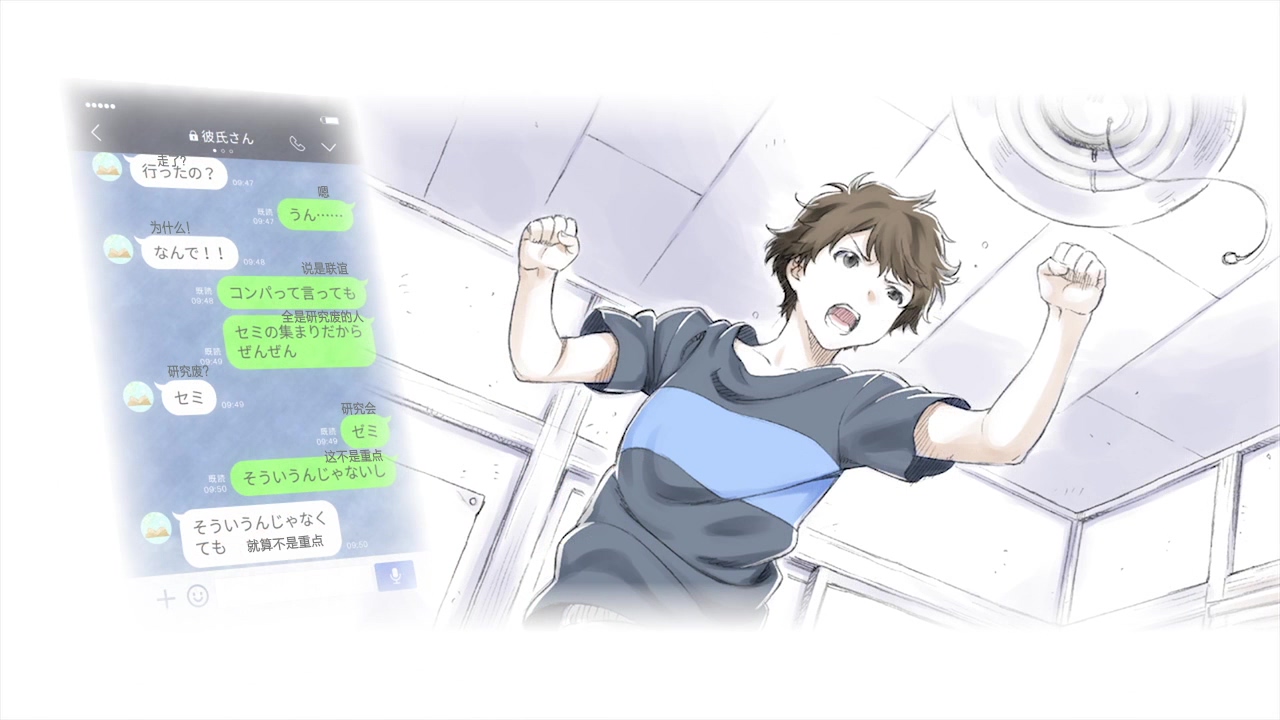 彼氏さん
走了?
行ったの？
09:47
嗯
うん……
既読
09:47
为什么!
なんで！！
09:48
说是联谊
コンパって言っても
既読
09:48
全是研究废的人
セミの集まりだから
ぜんぜん
既読
09:49
研究废?
セミ
09:49
研究会
ゼミ
既読
09:49
这不是重点
そういうんじゃないし
既読
09:50
そういうんじゃなく
ても
就算不是重点
09:50